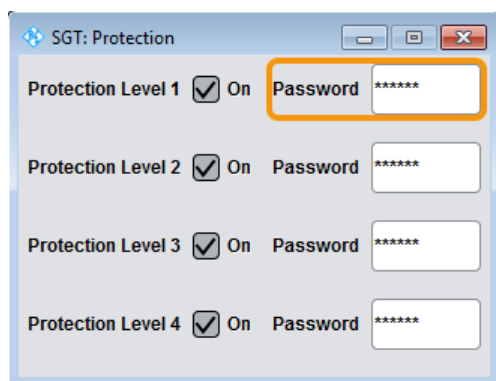 SGT: Protection
Protection Level 1 On Password ******
Protection Level 2 On Password ******
Protection Level 3 On Password ******
Protection Level 4 On Password ******